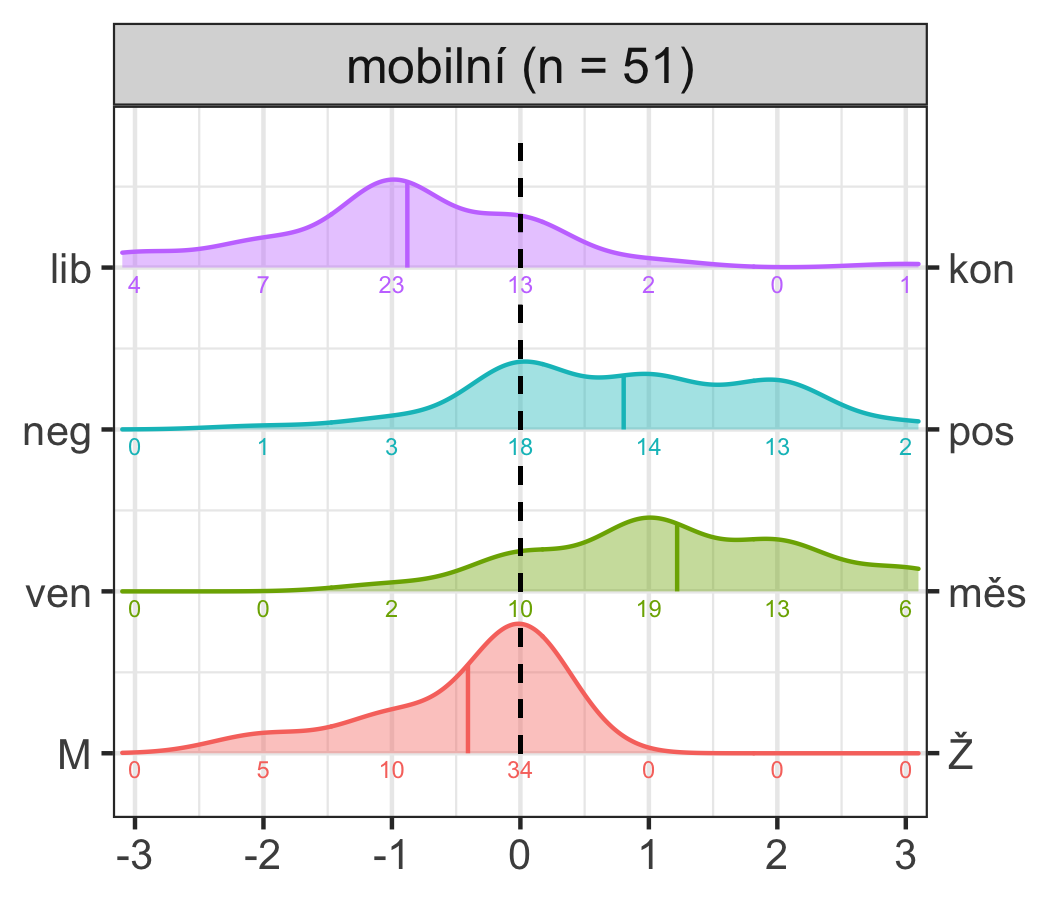 mobilní (n = 51)
lib kon
4 7 23 13 2 0 1
neg pos
0 1 3 18 14 13 2
ven měs
0 0 2 10 19 13 6
M Ž
0 5 10 34 0 0 0
-3 -2 -1 0 1 2 3